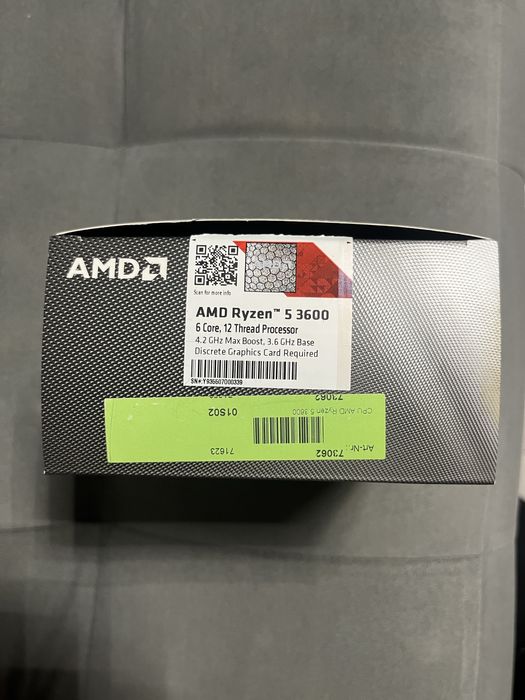 AMD
Scan for more info
AMD Ryzen™ 5 3600
6 Core, 12 Thread Processor
4.2 GHz Max Boost, 3.6 GHz Base
Discrete Graphics Card Required
SN: Y936507000339
Art-Nr.:
73062
71623
CPU AMD Ryzen 5 3600
01S02
73062